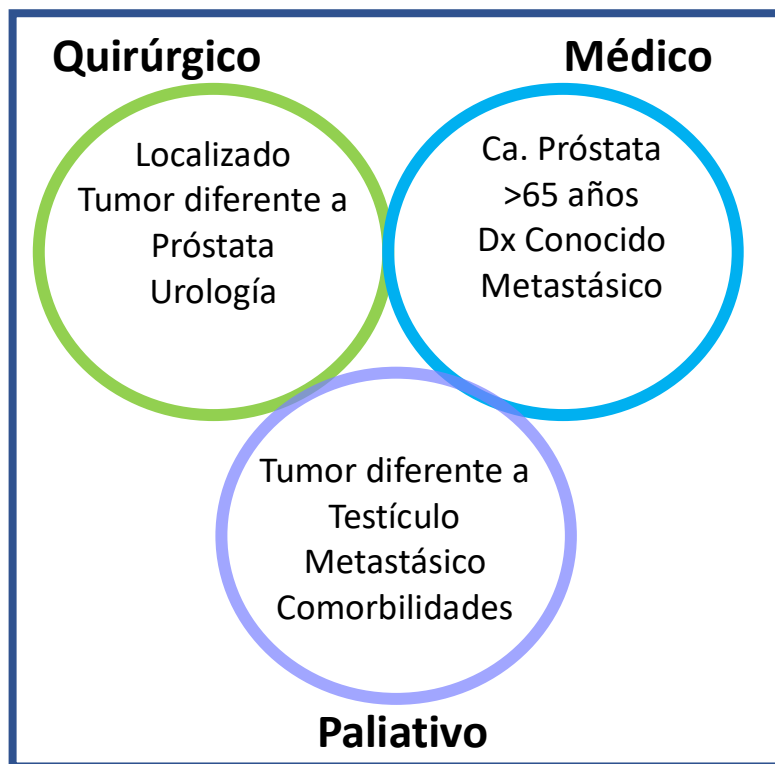 Quirúrgico
Localizado
Tumor diferente a
Próstata
Urología
Médico
Ca. Próstata
>65 años
Dx Conocido
Metastásico
Tumor diferente a
Testículo
Metastásico
Comorbilidades
Paliativo